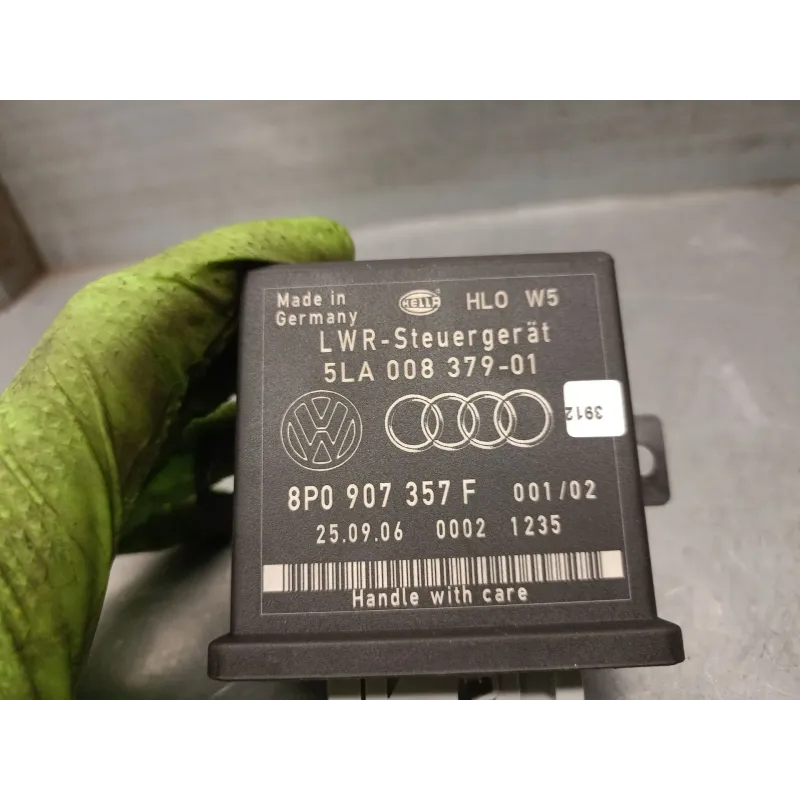 Made in
Germany
HELLA ® HLO W5
LWR-Steuergerät
5LA 008 379-01
3912
8P0 907 357 F 001/02
25.09.06 0002 1235
Handle with care